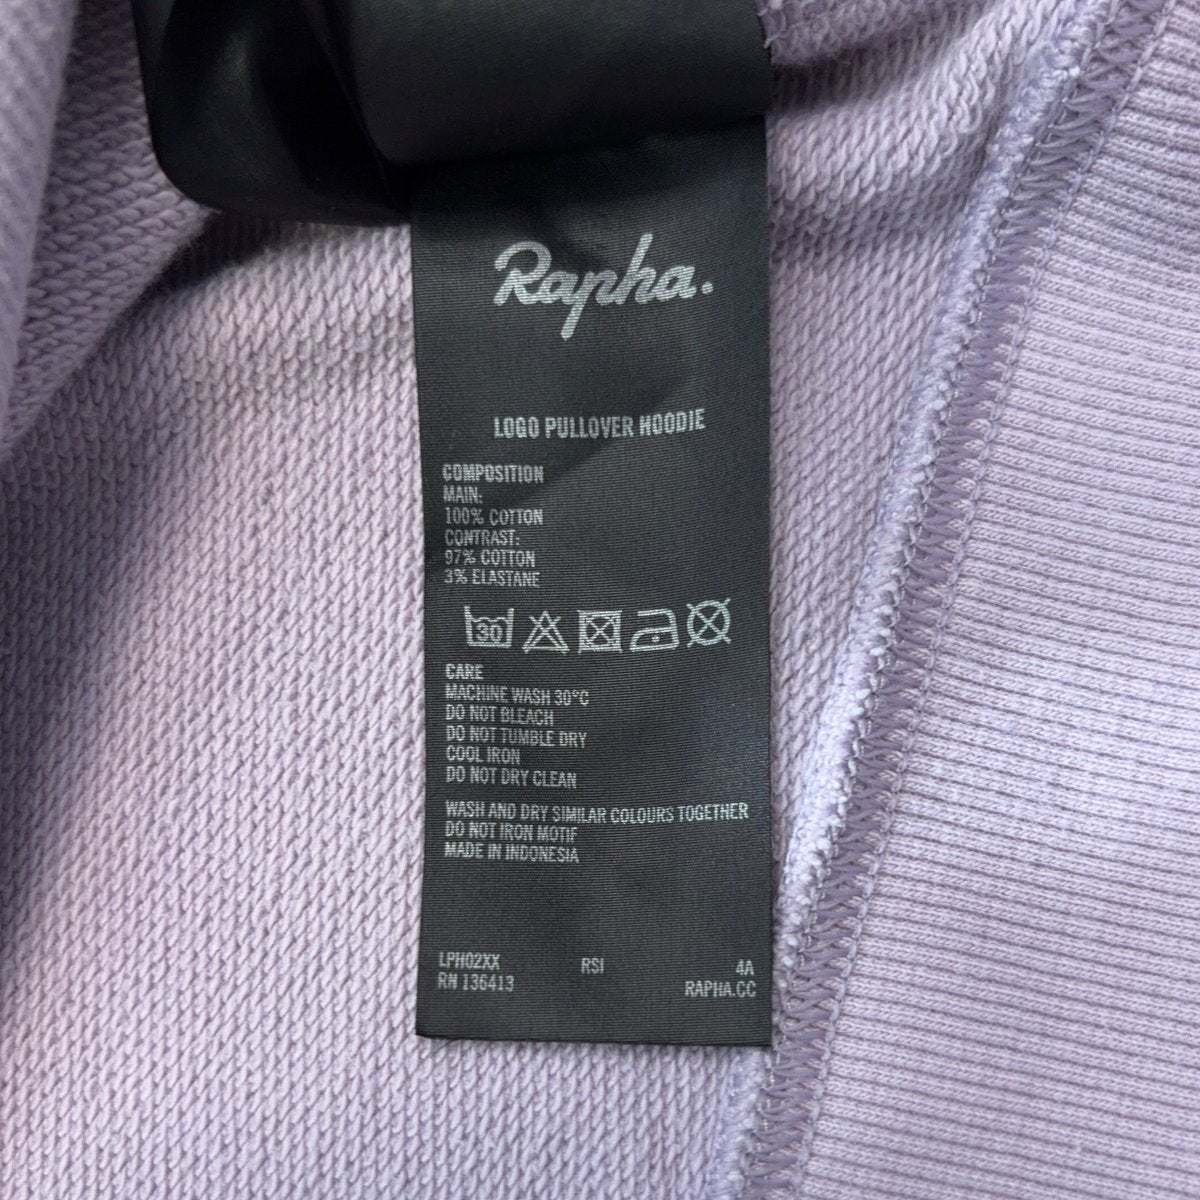 Rapha.
LOGO PULLOVER HOODIE
COMPOSITION
MAIN:
100% COTTON
CONTRAST:
97% COTTON
3% ELASTANE
30
CARE
MACHINE WASH 30°C
DO NOT BLEACH
DO NOT TUMBLE DRY
COOL IRON
DO NOT DRY CLEAN
WASH AND DRY SIMILAR COLOURS TOGETHER
DO NOT IRON MOTIF
MADE IN INDONESIA
LPH02XX RSI 4A
RN 136413 RAPHA.CC